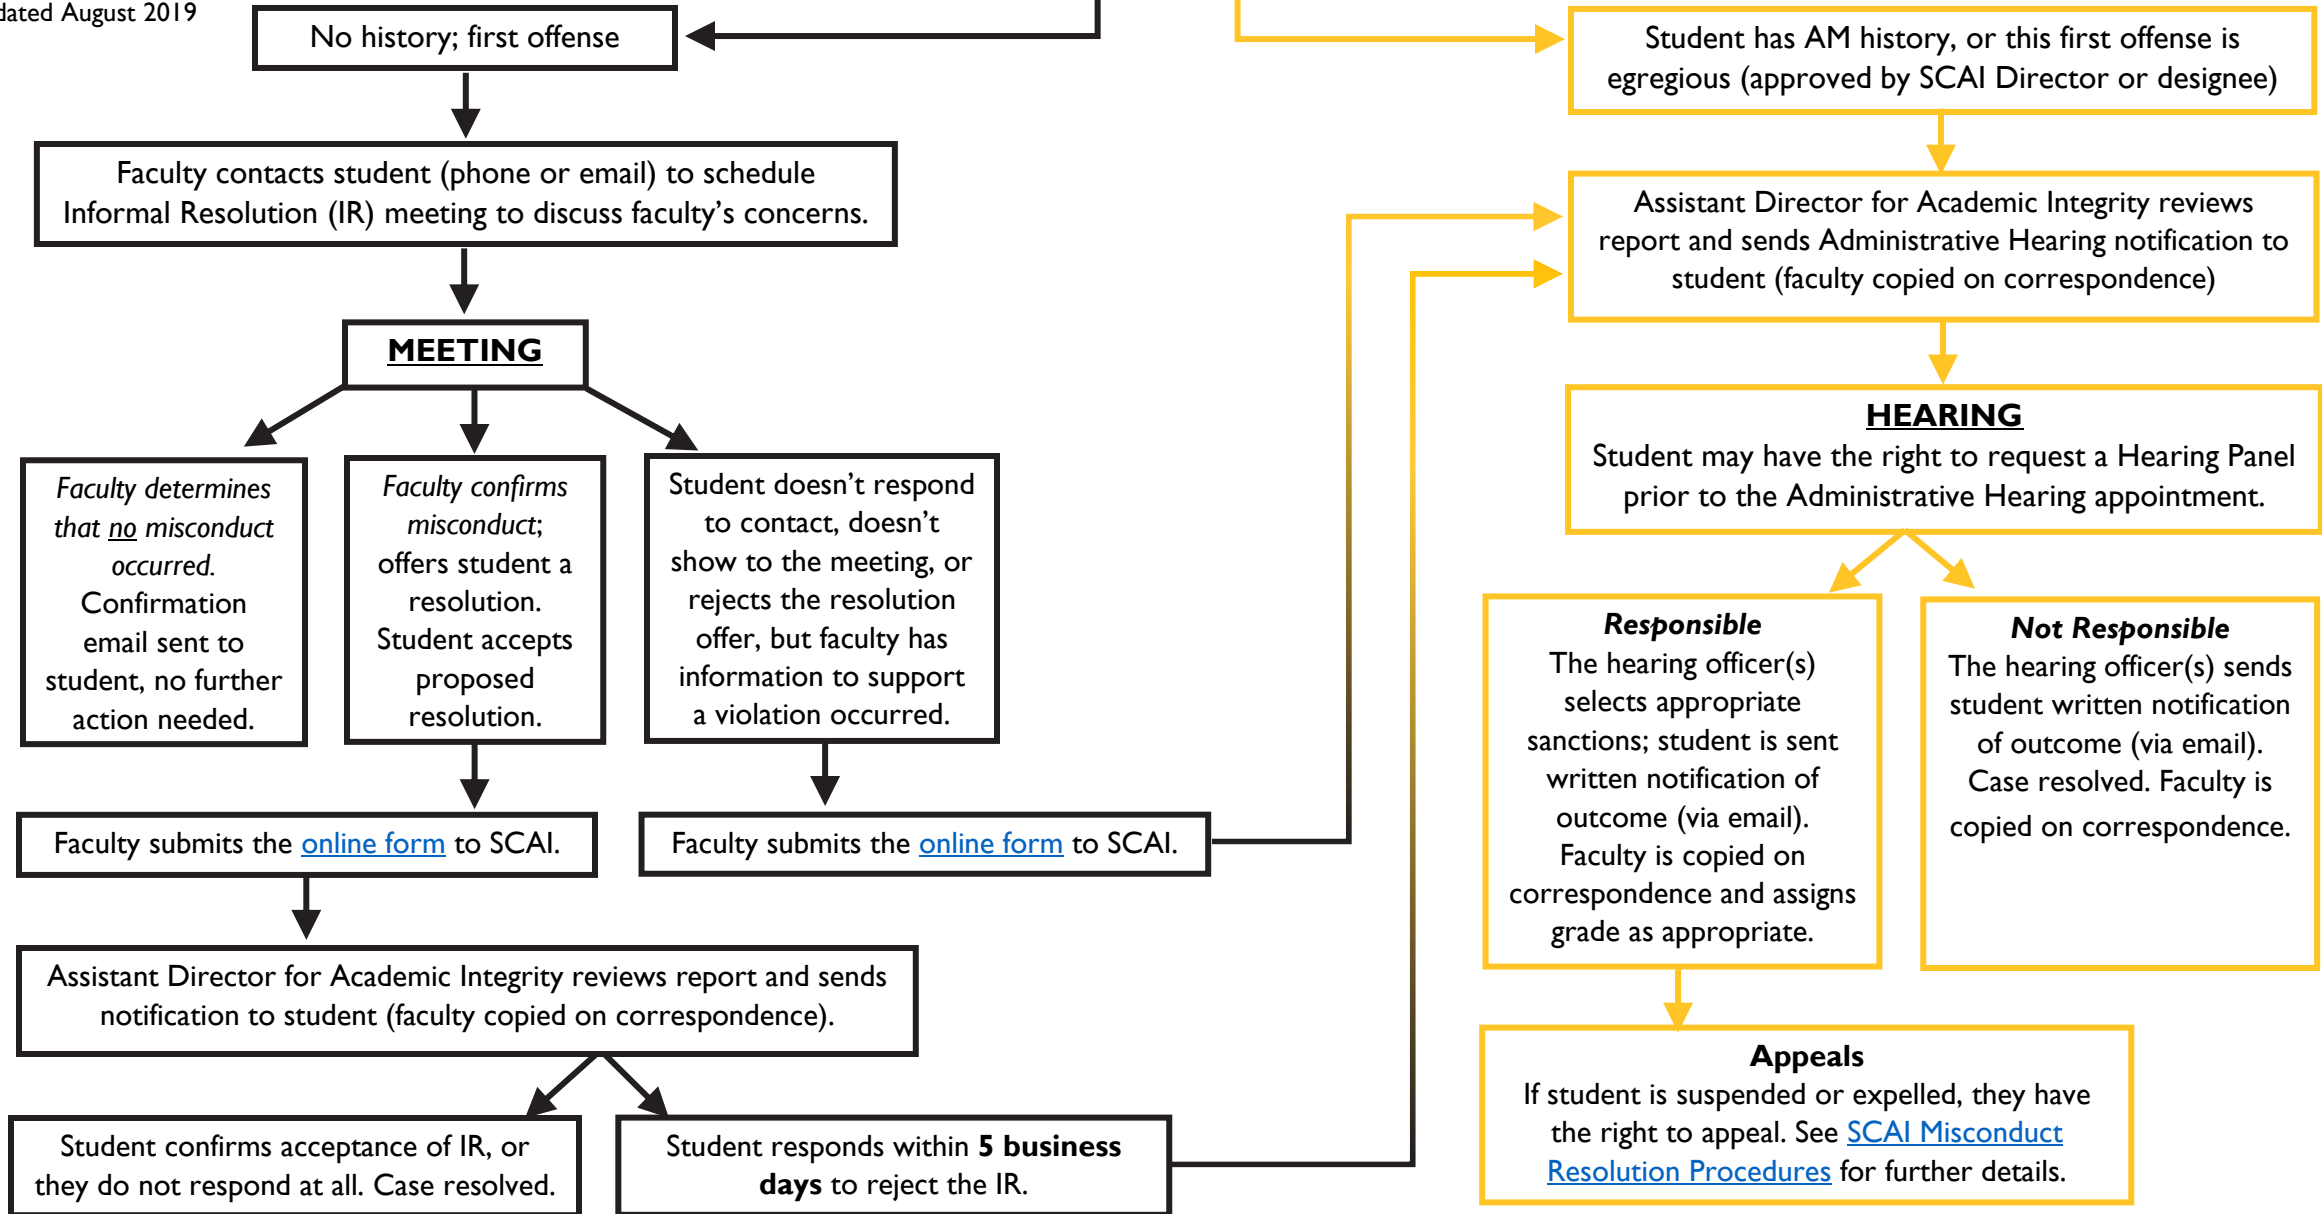 dated August 2019
No history; first offense
Student has AM history, or this first offense is
egregious (approved by SCAI Director or designee)
Faculty contacts student (phone or email) to schedule
Informal Resolution (IR) meeting to discuss faculty's concerns.
Assistant Director for Academic Integrity reviews
report and sends Administrative Hearing notification to
student (faculty copied on correspondence)
MEETING
HEARING
Student may have the right to request a Hearing Panel
prior to the Administrative Hearing appointment.
Faculty determines
that no misconduct
occurred.
Confirmation
email sent to
student, no further
action needed.
Faculty confirms
misconduct;
offers student a
resolution.
Student accepts
proposed
resolution.
Student doesn't respond
to contact, doesn't
show to the meeting, or
rejects the resolution
offer, but faculty has
information to support
a violation occurred.
Responsible
The hearing officer(s)
selects appropriate
sanctions; student is sent
written notification of
outcome (via email).
Faculty is copied on
correspondence and assigns
grade as appropriate.
Not Responsible
The hearing officer(s) sends
student written notification
of outcome (via email).
Case resolved. Faculty is
copied on correspondence.
Faculty submits the online form to SCAI.
Faculty submits the online form to SCAI.
Assistant Director for Academic Integrity reviews report and sends
notification to student (faculty copied on correspondence).
Appeals
If student is suspended or expelled, they have
the right to appeal. See SCAI Misconduct
Resolution Procedures for further details.
Student confirms acceptance of IR, or
they do not respond at all. Case resolved.
Student responds within 5 business
days to reject the IR.